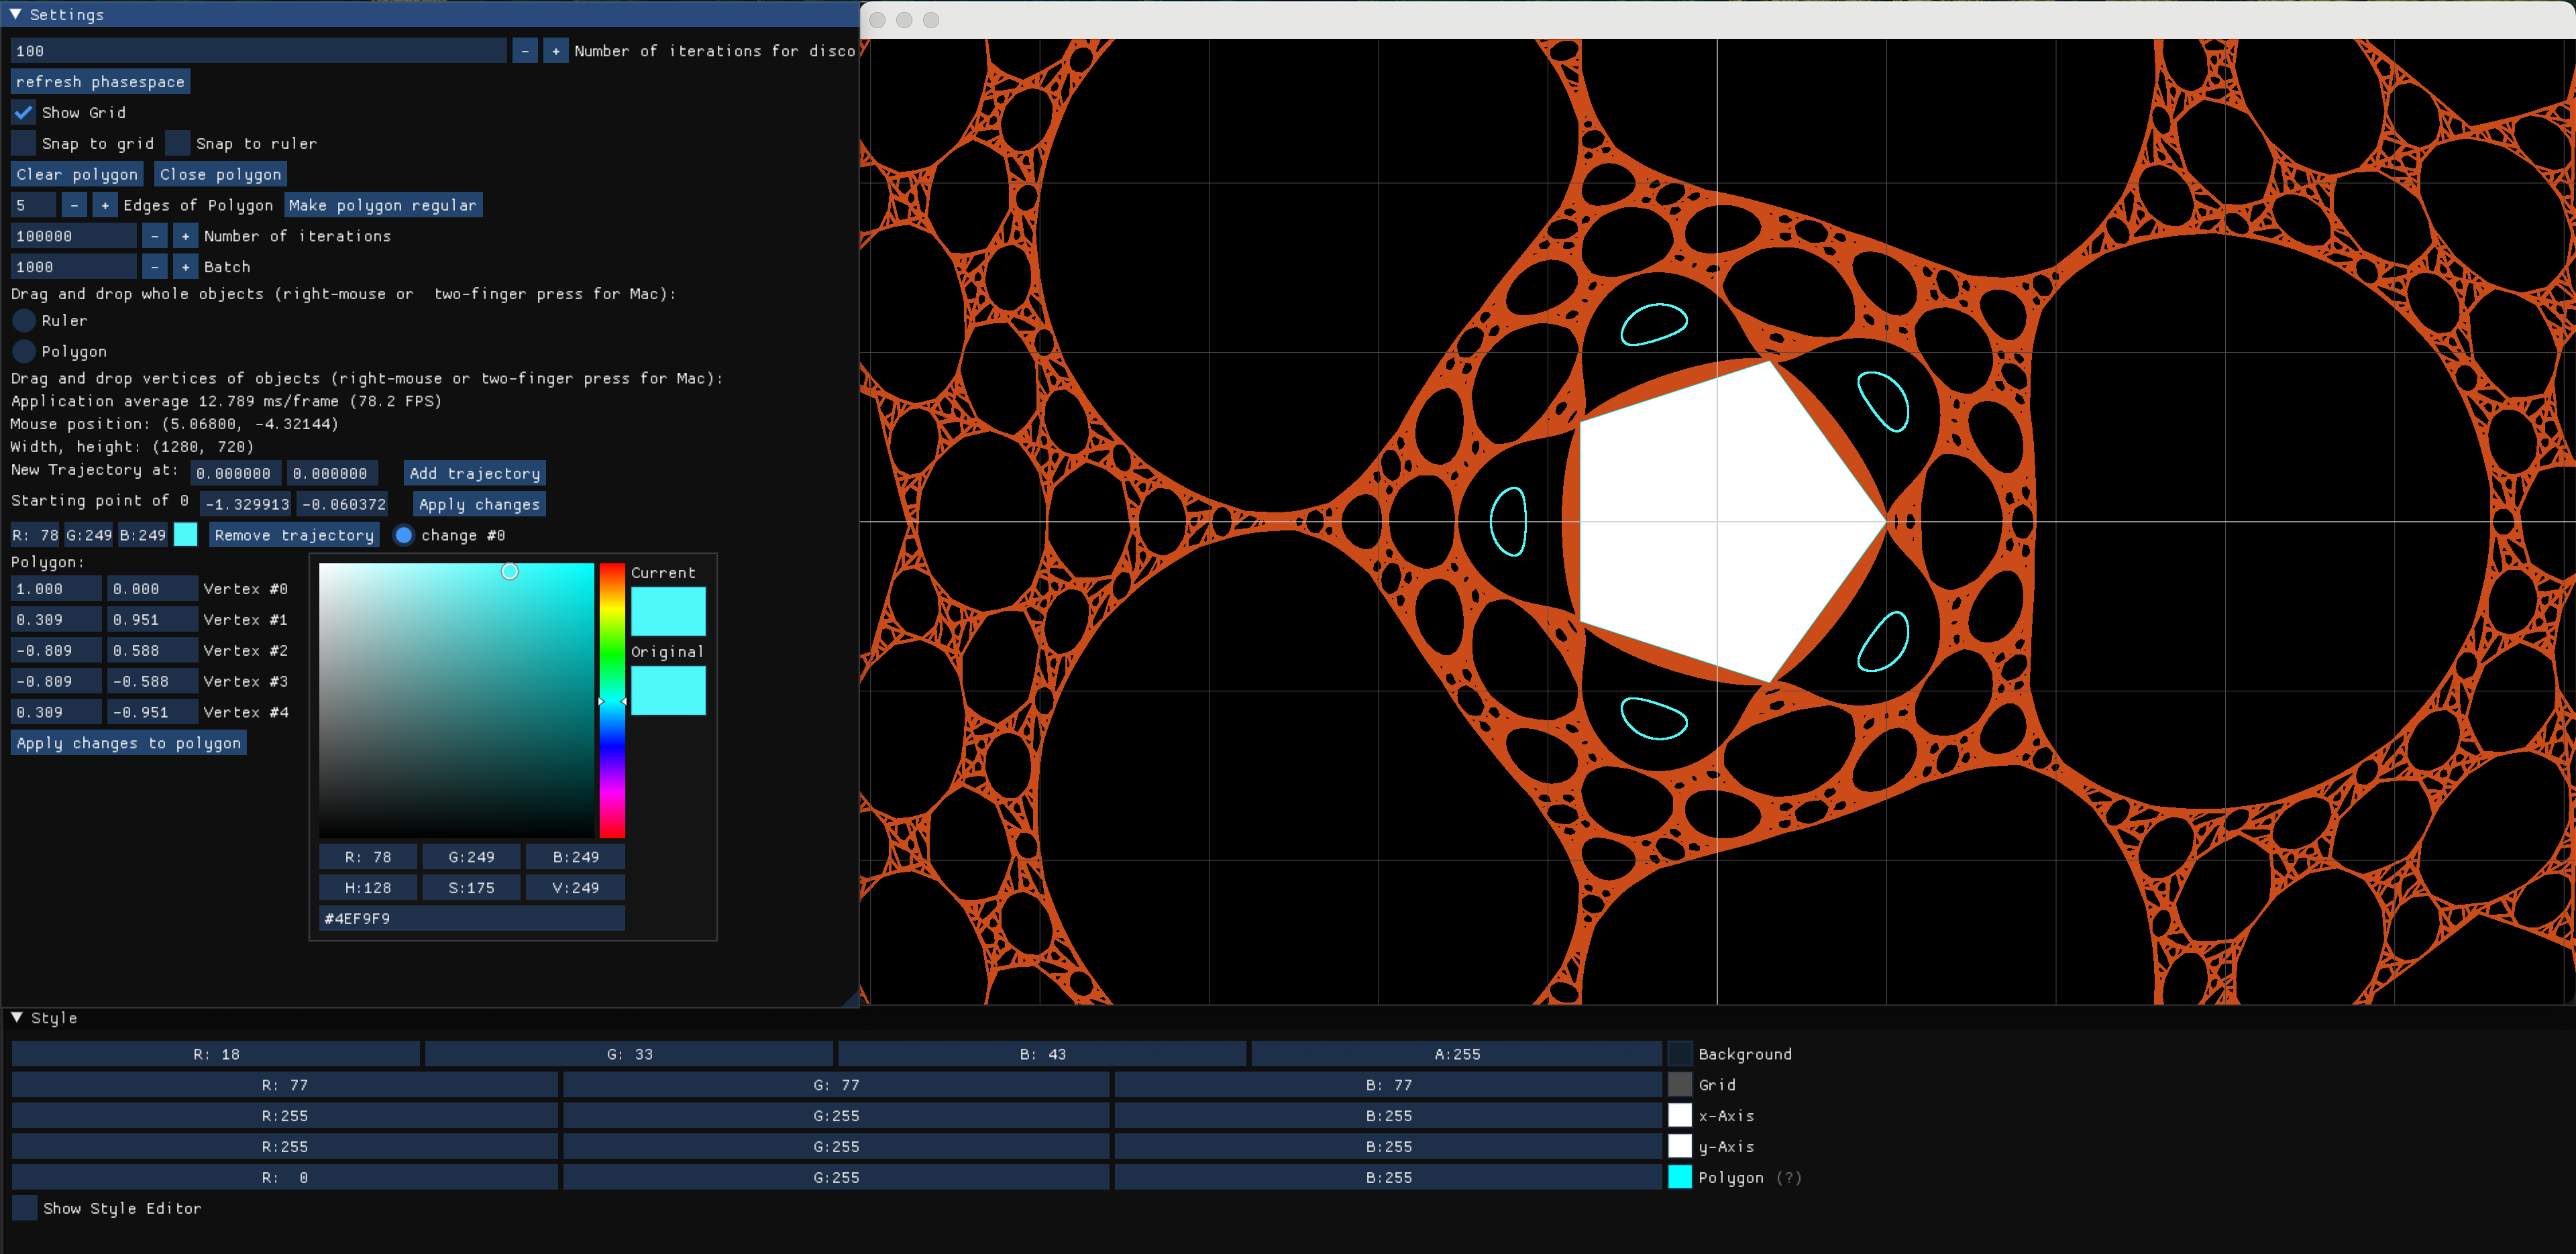 Settings
100 - + Number of iterations for disco
refresh phasespace
Show Grid
Snap to grid Snap to ruler
Clear polygon Close polygon
5 - + Edges of Polygon Make polygon regular
100000 - + Number of iterations
1000 - + Batch
Drag and drop whole objects (right-mouse or  two-finger press for Mac):
Ruler
Polygon
Drag and drop vertices of objects (right-mouse or two-finger press for Mac):
Application average 12.789 ms/frame (78.2 FPS)
Mouse position: (5.06800, -4.32144)
Width, height: (1280, 720)
New Trajectory at: 0.000000 0.000000 Add trajectory
Starting point of 0 -1.329913 -0.060372 Apply changes
R: 78 G:249 B:249 Remove trajectory change #0
Polygon:
1.000 0.000 Vertex #0
0.309 0.951 Vertex #1
-0.809 0.588 Vertex #2
-0.809 -0.588 Vertex #3
0.309 -0.951 Vertex #4
Apply changes to polygon
Current
Original
R: 78 G:249 B:249
H:128 S:175 V:249
#4EF9F9
Style
R: 18 G: 33 B: 43 A:255 Background
R: 77 G: 77 B: 77 Grid
R:255 G:255 B:255 x-Axis
R:255 G:255 B:255 y-Axis
R:  0 G:255 B:255 Polygon (?)
Show Style Editor